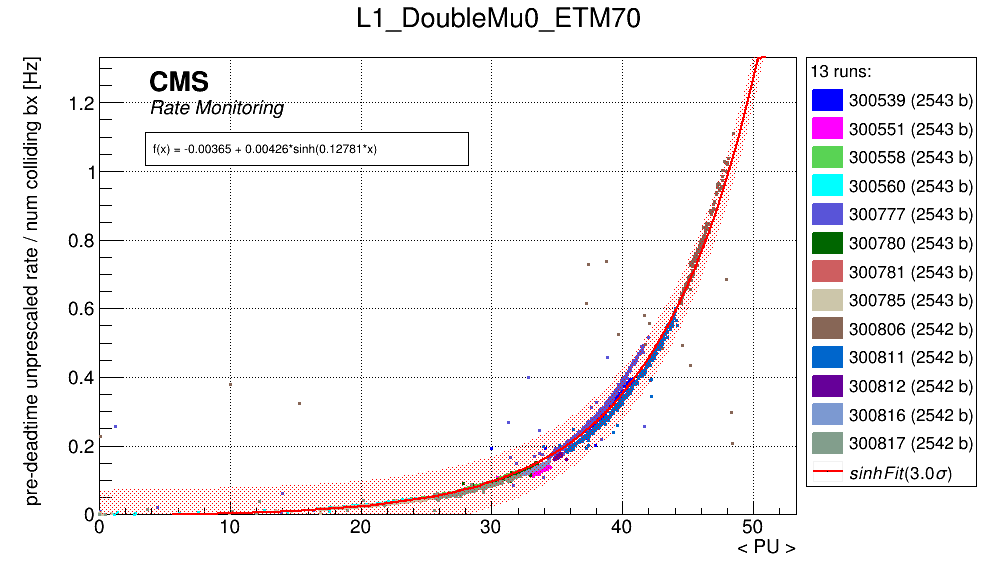 L1_DoubleMu0_ETM70
pre-deadtime unprescaled rate / num colliding bx [Hz]
CMS
Rate Monitoring
f(x) = -0.00365 + 0.00426*sinh(0.12781*x)
1.2
1
0.8
0.6
0.4
0.2
0
0 10 20 30 40 50
< PU >
13 runs:
300539 (2543 b)
300551 (2543 b)
300558 (2543 b)
300560 (2543 b)
300777 (2543 b)
300780 (2543 b)
300781 (2543 b)
300785 (2543 b)
300806 (2542 b)
300811 (2542 b)
300812 (2542 b)
300816 (2542 b)
300817 (2542 b)
sinhFit(3.0σ)